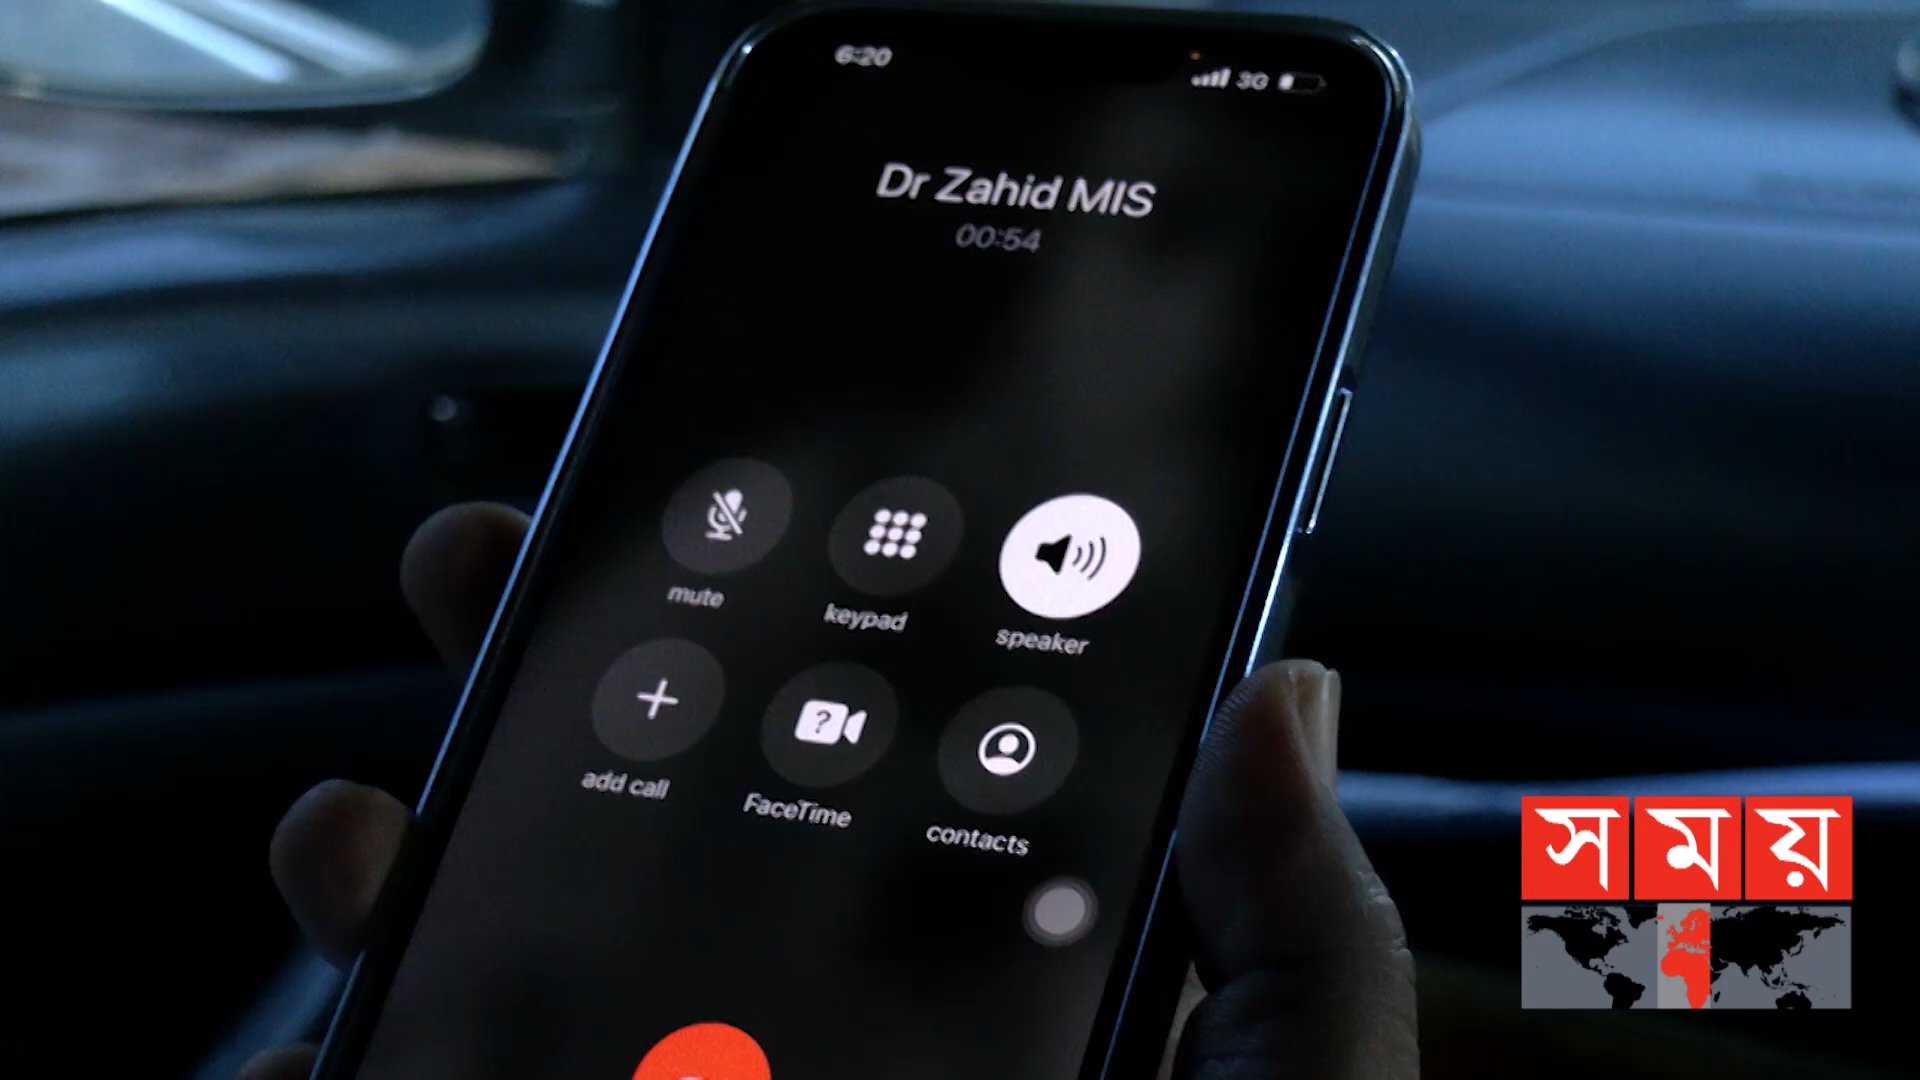 6:20
3G
Dr Zahid MIS
00:54
mute
keypad
speaker
add call
FaceTime
contacts
সময়